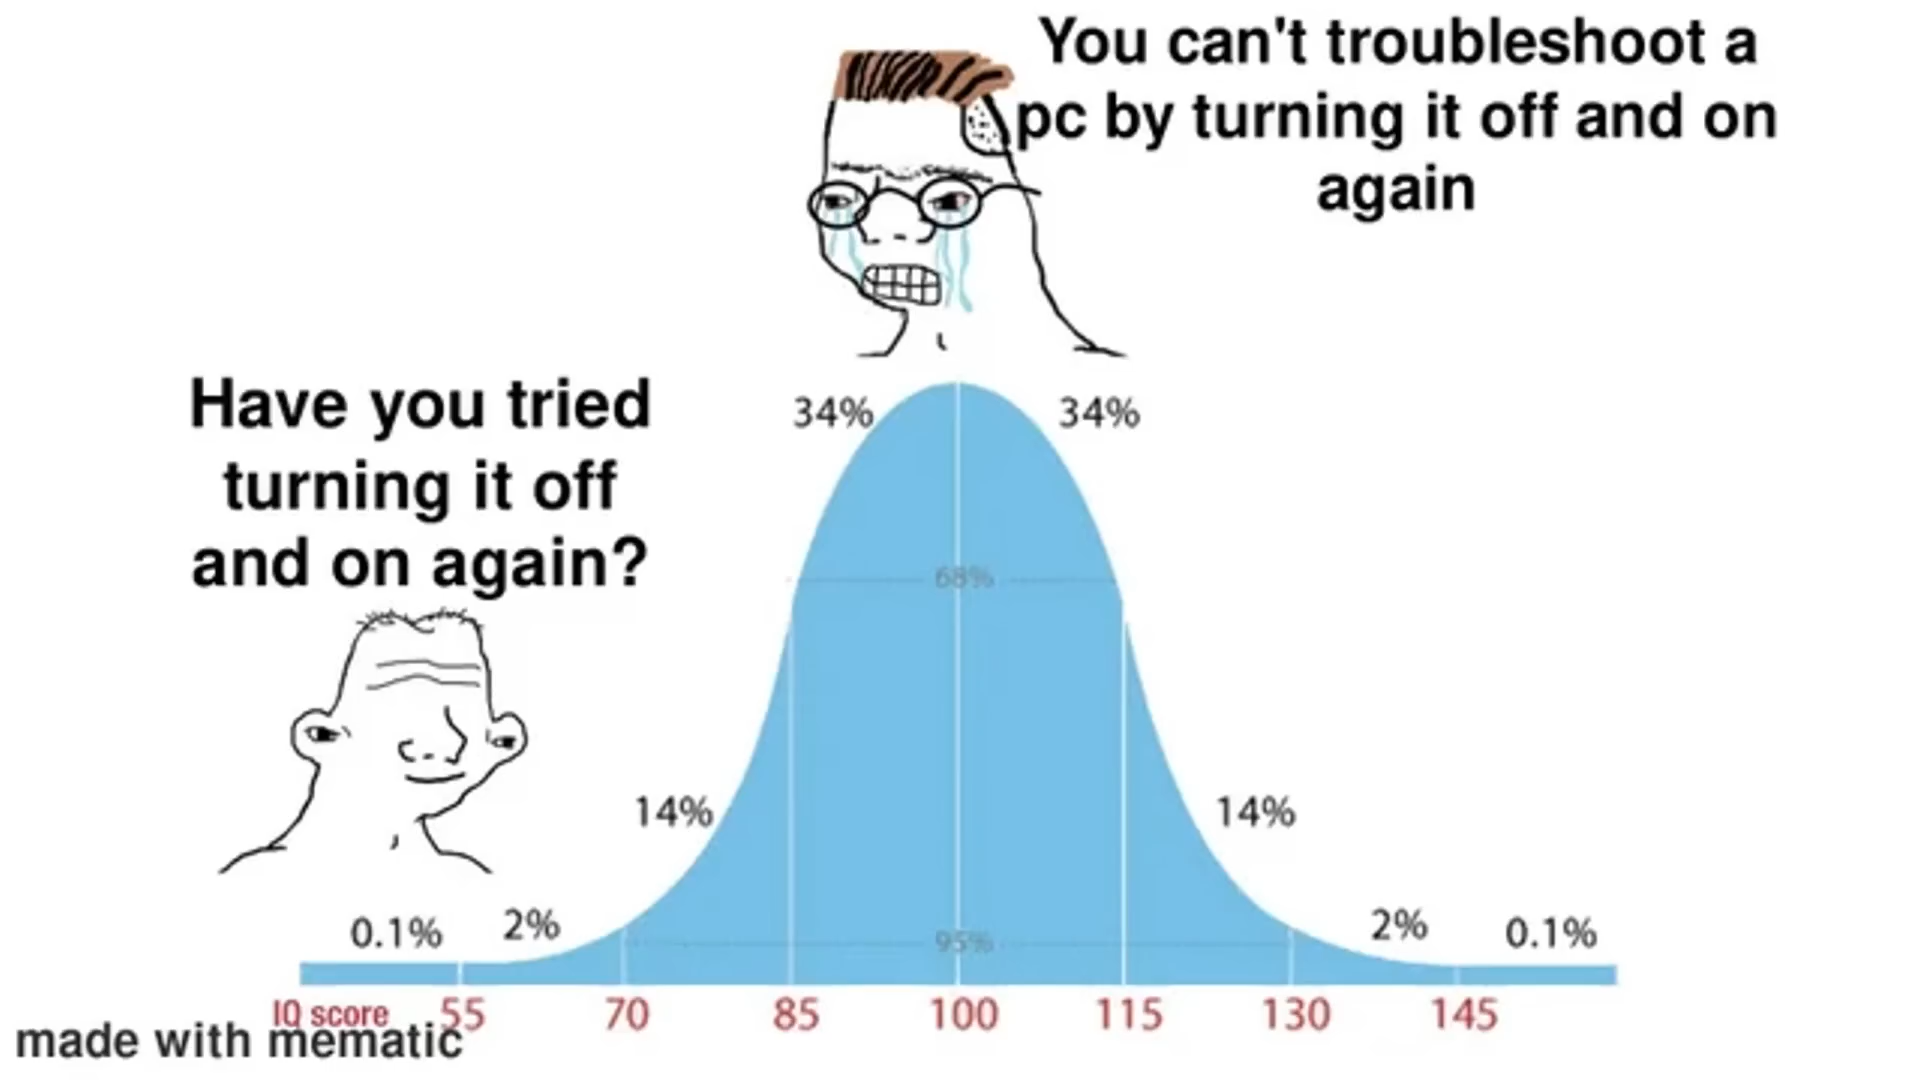 You can't troubleshoot a
pc by turning it off and on
again
Have you tried
turning it off
and on again?
34%
34%
68%
14%
14%
0.1%
2%
95%
2%
0.1%
IQ score
55
70
85
100
115
130
145
made with mematic